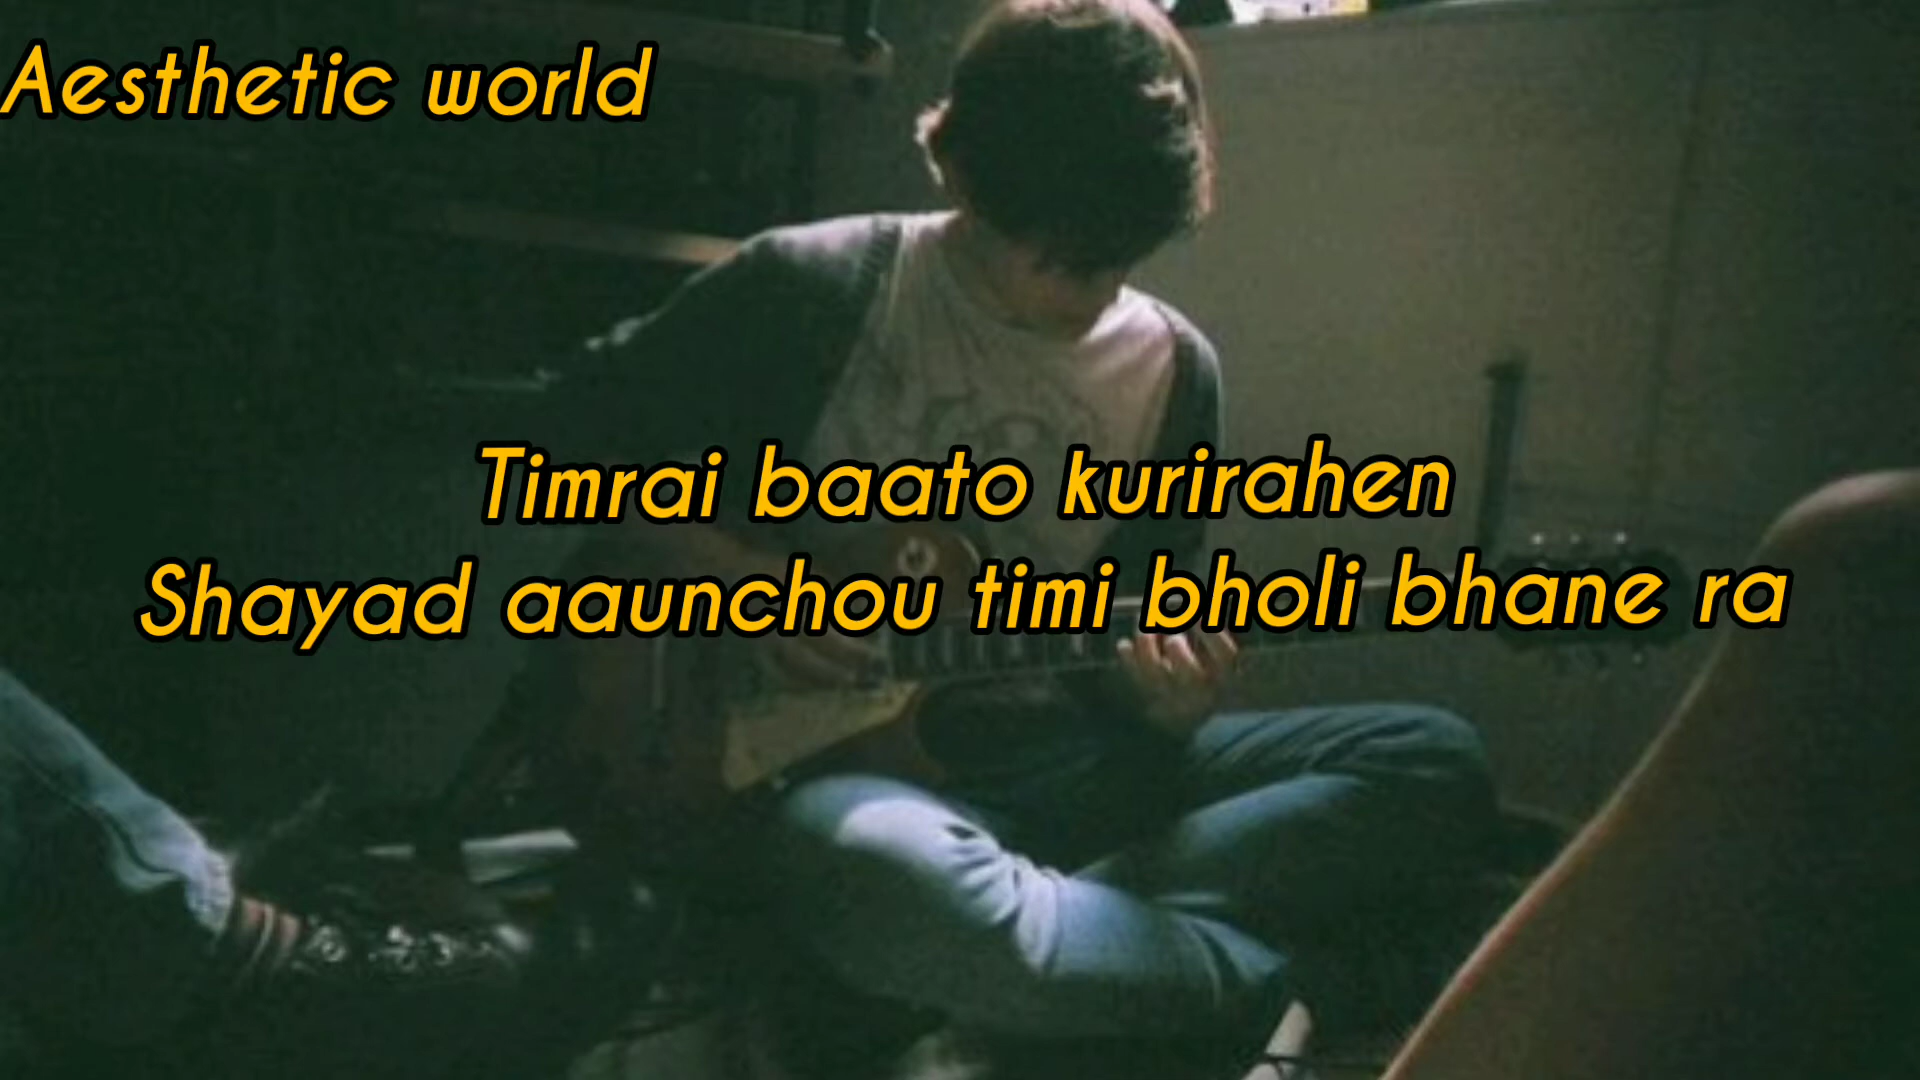 Aesthetic world
Timrai baato kurirahen
Shayad aaunchou timi bholi bhane ra